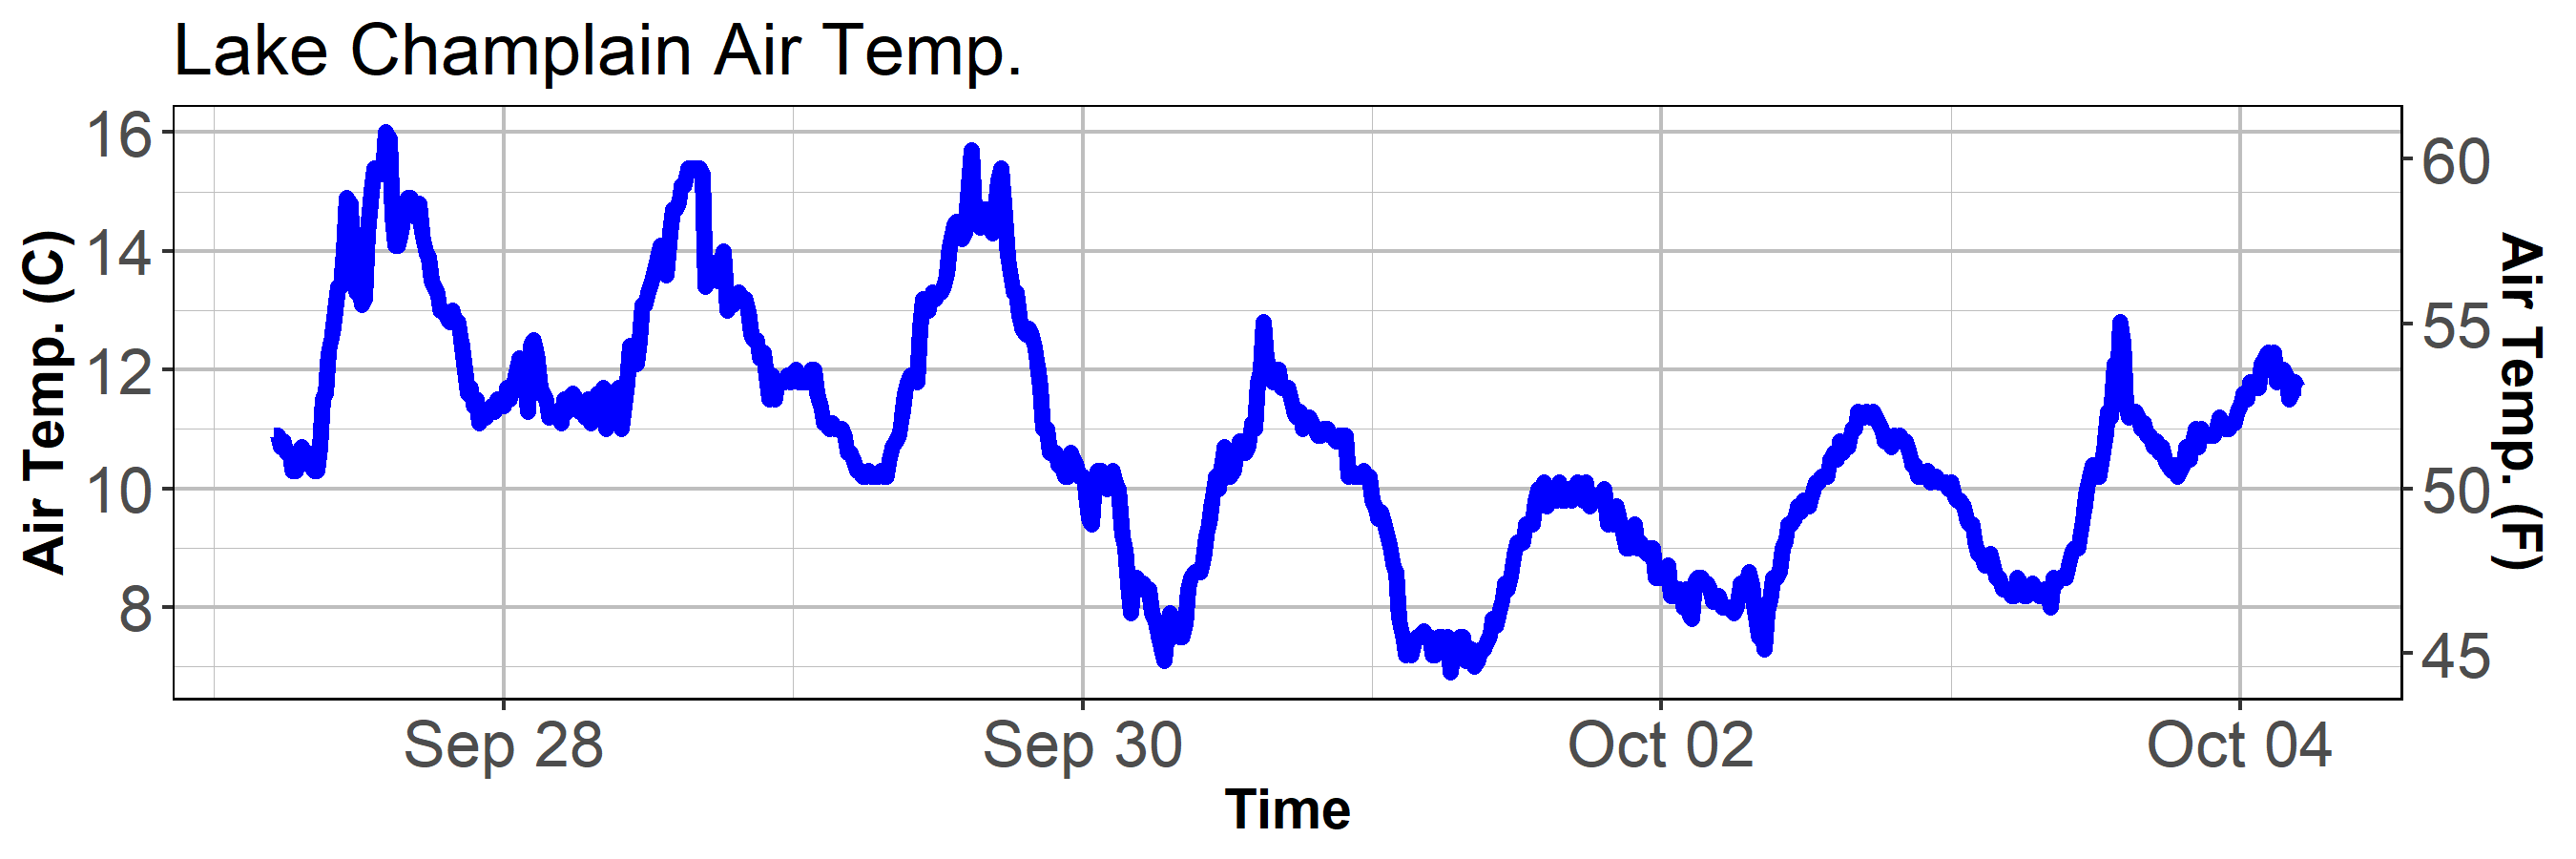 Lake Champlain Air Temp.
16
14
12
10
8
Air Temp. (C)
60
55
50
45
Air Temp. (F)
Sep 28
Sep 30
Oct 02
Oct 04
Time